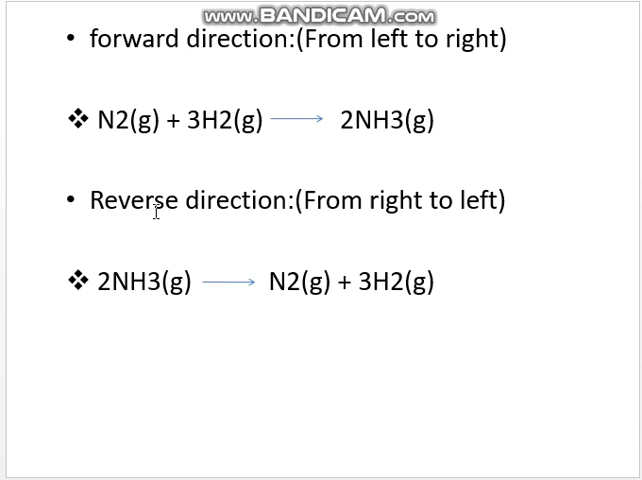 www.BANDICAM.com
• forward direction:(From left to right)
❖ N2(g) + 3H2(g) ⟶ 2NH3(g)
• Reverse direction:(From right to left)
❖ 2NH3(g) ⟶ N2(g) + 3H2(g)